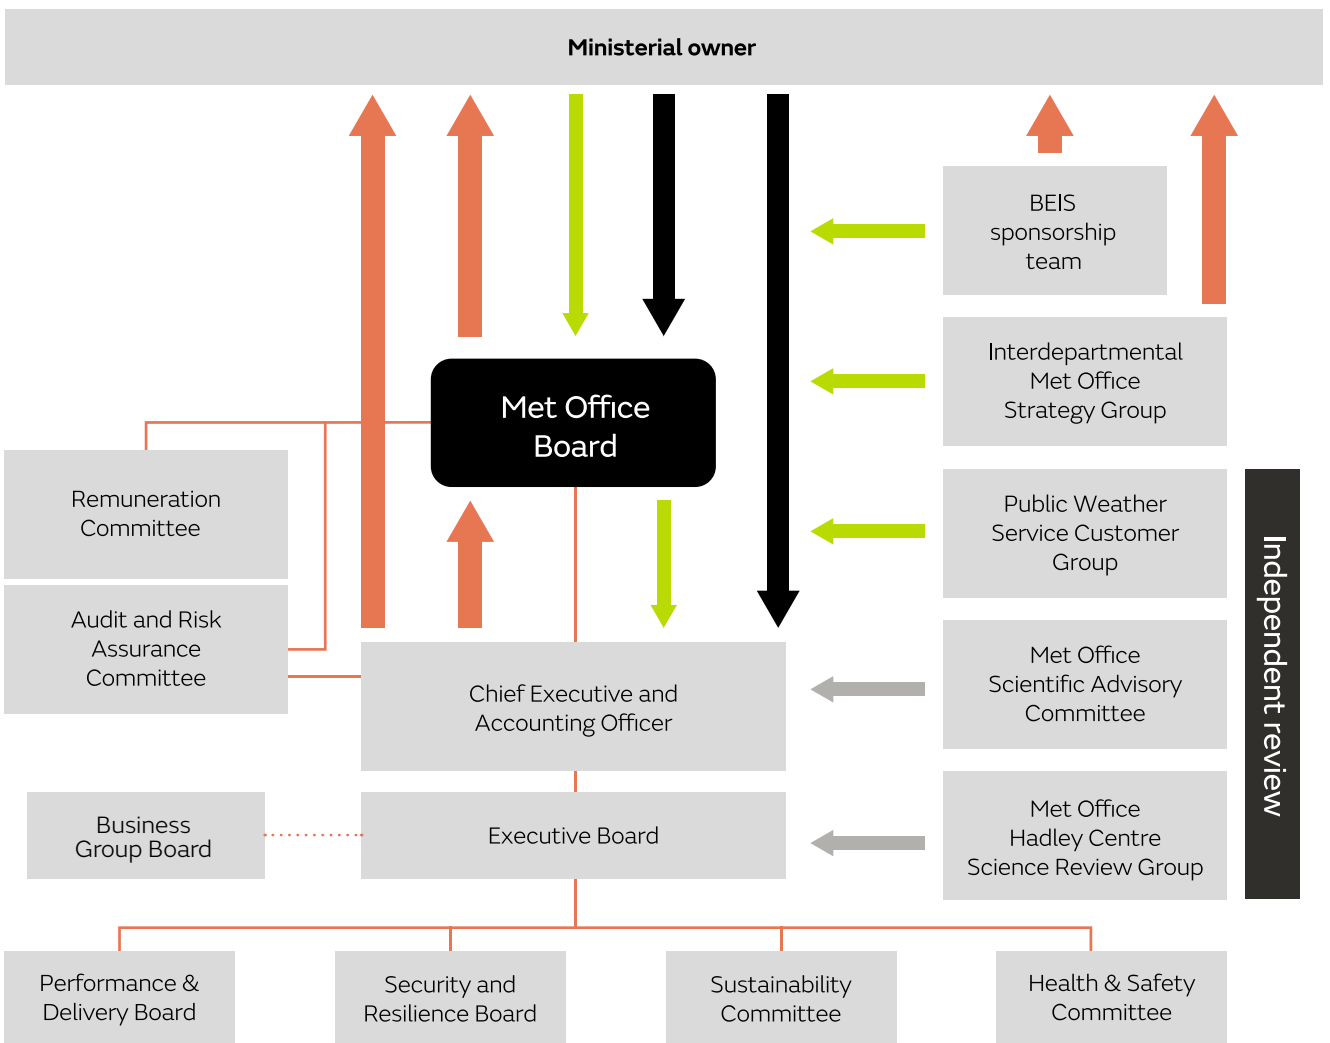 Ministerial owner
BEIS
sponsorship
team
Interdepartmental
Met Office
Strategy Group
Met Office
Board
Remuneration
Committee
Public Weather
Service Customer
Group
Independent review
Audit and Risk
Assurance
Committee
Chief Executive and
Accounting Officer
Met Office
Scientific Advisory
Committee
Business
Group Board
Executive Board
Met Office
Hadley Centre
Science Review Group
Performance &
Delivery Board
Security and
Resilience Board
Sustainability
Committee
Health & Safety
Committee